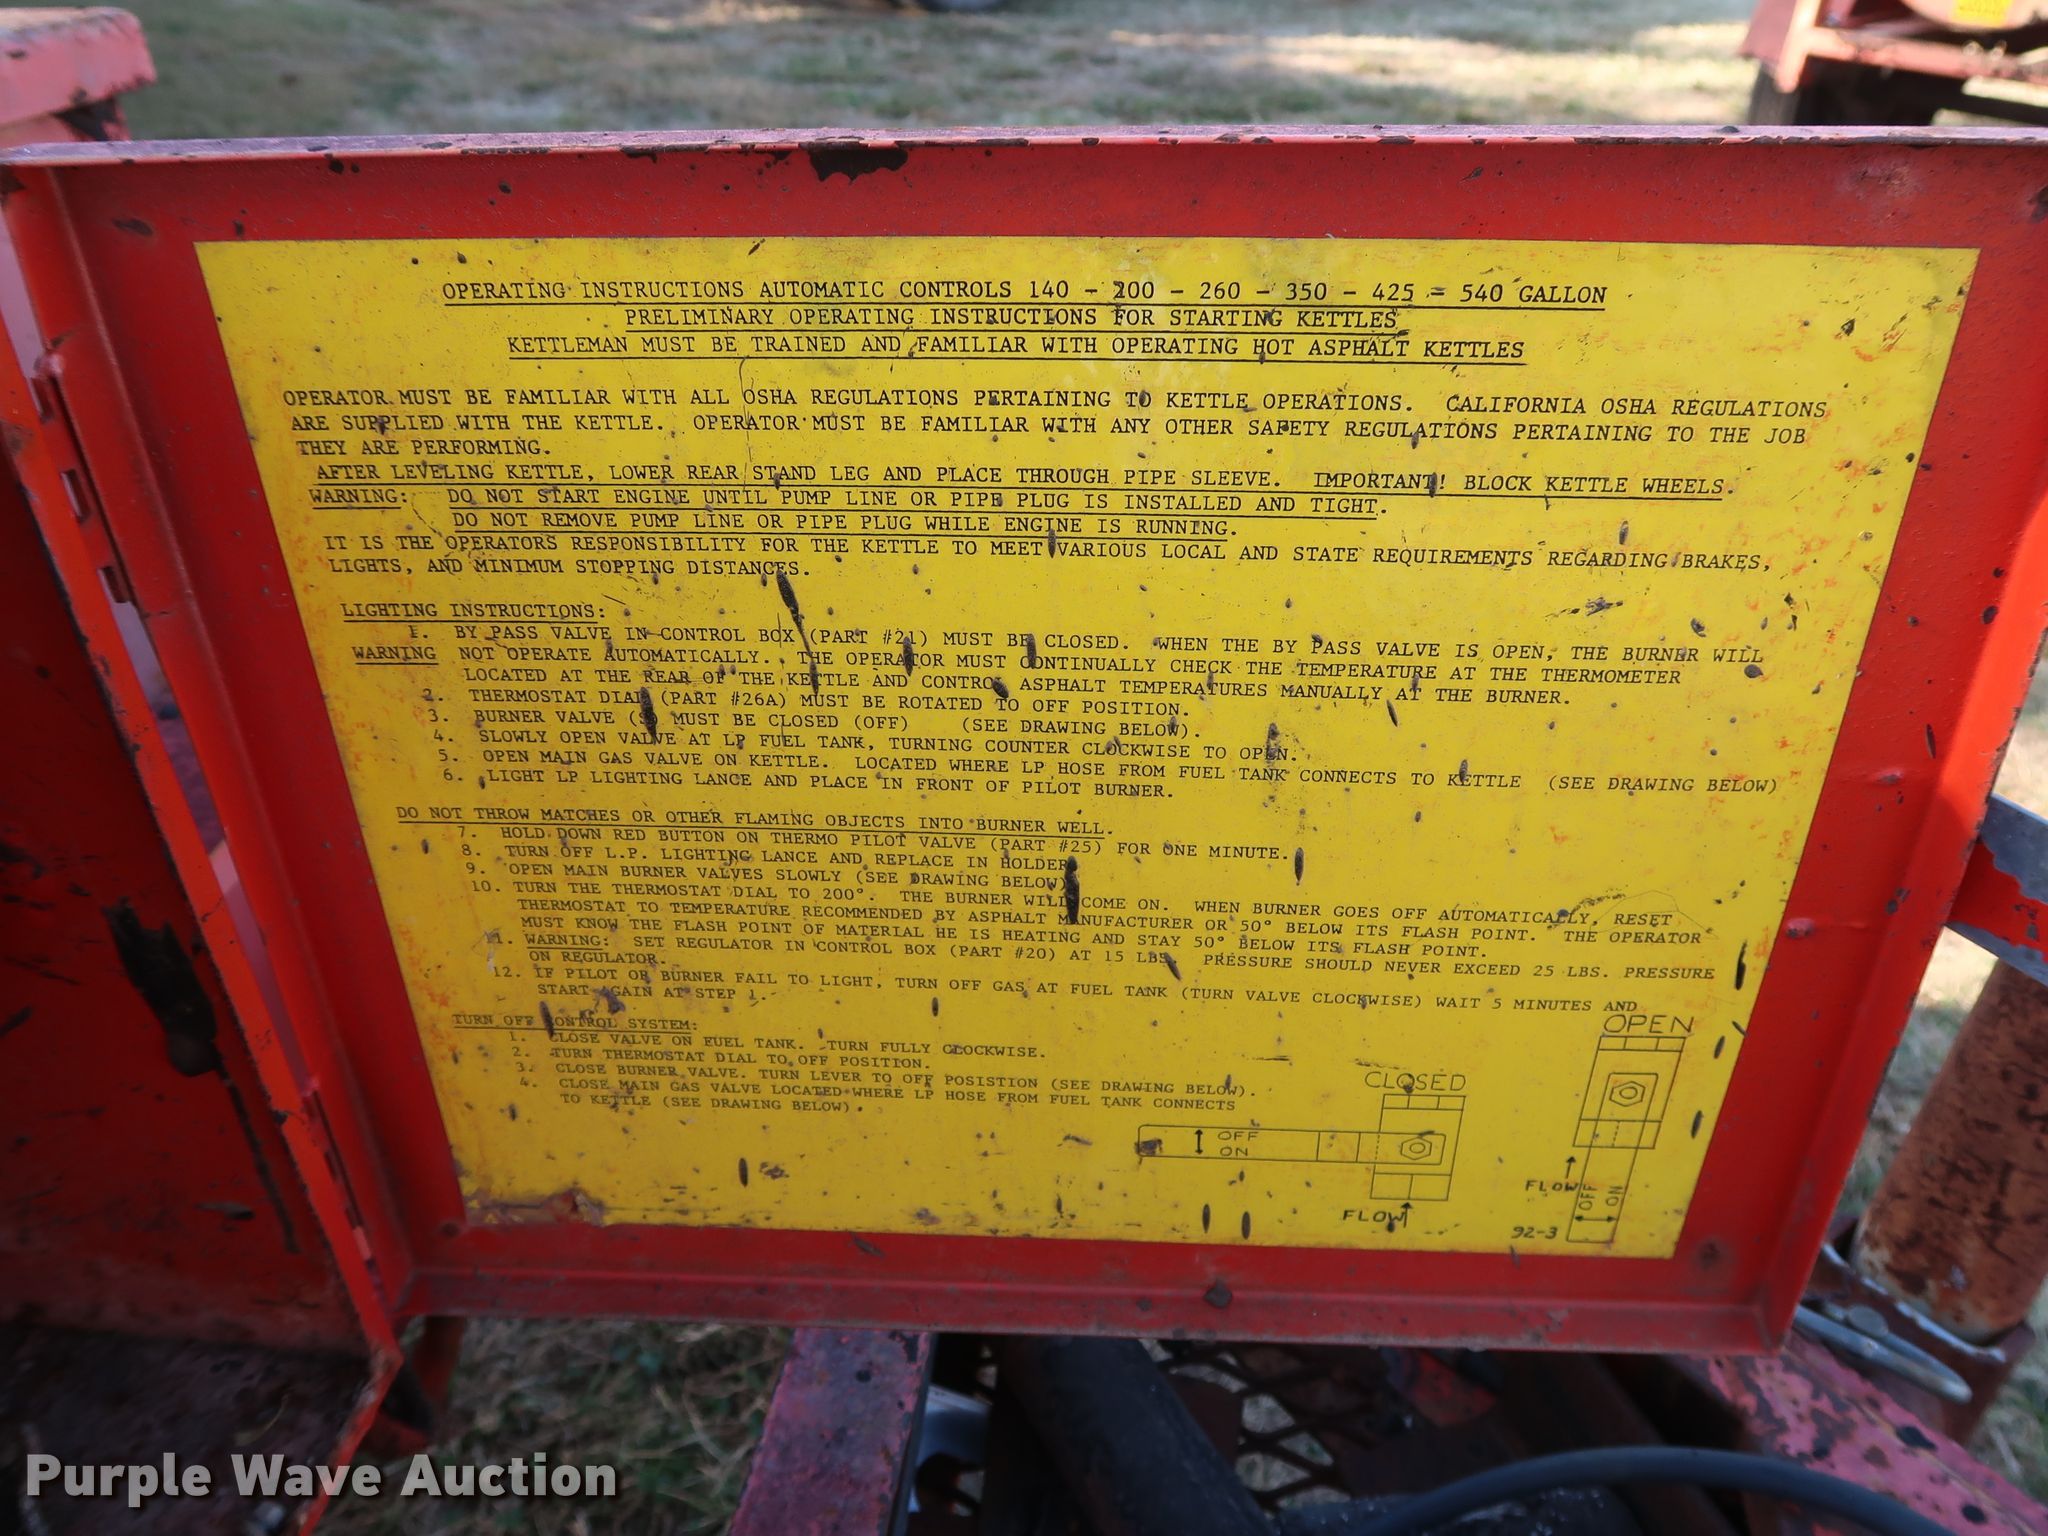 OPERATING INSTRUCTIONS AUTOMATIC CONTROLS 140 - 200 - 260 - 350 - 425 - 540 GALLON
PRELIMINARY OPERATING INSTRUCTIONS FOR STARTING KETTLES
KETTLEMAN MUST BE TRAINED AND FAMILIAR WITH OPERATING HOT ASPHALT KETTLES
OPERATOR MUST BE FAMILIAR WITH ALL OSHA REGULATIONS PERTAINING TO KETTLE OPERATIONS. CALIFORNIA OSHA REGULATIONS
ARE SUPPLIED WITH THE KETTLE. OPERATOR MUST BE FAMILIAR WITH ANY OTHER SAFETY REGULATIONS PERTAINING TO THE JOB
THEY ARE PERFORMING.
AFTER LEVELING KETTLE, LOWER REAR STAND LEG AND PLACE THROUGH PIPE SLEEVE. IMPORTANT! BLOCK KETTLE WHEELS.
WARNING: DO NOT START ENGINE UNTIL PUMP LINE OR PIPE PLUG IS INSTALLED AND TIGHT.
DO NOT REMOVE PUMP LINE OR PIPE PLUG WHILE ENGINE IS RUNNING.
IT IS THE OPERATORS RESPONSIBILITY FOR THE KETTLE TO MEET VARIOUS LOCAL AND STATE REQUIREMENTS REGARDING BRAKES,
LIGHTS, AND MINIMUM STOPPING DISTANCES.
LIGHTING INSTRUCTIONS:
1. BY PASS VALVE IN CONTROL BOX (PART #21) MUST BE CLOSED. WHEN THE BY PASS VALVE IS OPEN, THE BURNER WILL
WARNING NOT OPERATE AUTOMATICALLY. THE OPERATOR MUST CONTINUALLY CHECK THE TEMPERATURE AT THE THERMOMETER
LOCATED AT THE REAR OF THE KETTLE AND CONTROL ASPHALT TEMPERATURES MANUALLY AT THE BURNER.
2. THERMOSTAT DIAL (PART #26A) MUST BE ROTATED TO OFF POSITION.
3. BURNER VALVE (S) MUST BE CLOSED (OFF) (SEE DRAWING BELOW).
4. SLOWLY OPEN VALVE AT LP FUEL TANK, TURNING COUNTER CLOCKWISE TO OPEN.
5. OPEN MAIN GAS VALVE ON KETTLE. LOCATED WHERE LP HOSE FROM FUEL TANK CONNECTS TO KETTLE (SEE DRAWING BELOW)
6. LIGHT LP LIGHTING LANCE AND PLACE IN FRONT OF PILOT BURNER.
DO NOT THROW MATCHES OR OTHER FLAMING OBJECTS INTO BURNER WELL.
7. HOLD DOWN RED BUTTON ON THERMO PILOT VALVE (PART #25) FOR ONE MINUTE.
8. TURN OFF L.P. LIGHTING LANCE AND REPLACE IN HOLDER
9. OPEN MAIN BURNER VALVES SLOWLY (SEE DRAWING BELOW)
10. TURN THE THERMOSTAT DIAL TO 200°. THE BURNER WILL COME ON. WHEN BURNER GOES OFF AUTOMATICALLY, RESET
THERMOSTAT TO TEMPERATURE RECOMMENDED BY ASPHALT MANUFACTURER OR 50° BELOW ITS FLASH POINT. THE OPERATOR
MUST KNOW THE FLASH POINT OF MATERIAL HE IS HEATING AND STAY 50° BELOW ITS FLASH POINT.
11. WARNING: SET REGULATOR IN CONTROL BOX (PART #20) AT 15 LBS. PRESSURE SHOULD NEVER EXCEED 25 LBS. PRESSURE
ON REGULATOR.
12. IF PILOT OR BURNER FAIL TO LIGHT, TURN OFF GAS AT FUEL TANK (TURN VALVE CLOCKWISE) WAIT 5 MINUTES AND
START AGAIN AT STEP 1.
TURN OFF CONTROL SYSTEM:
1. CLOSE VALVE ON FUEL TANK. TURN FULLY CLOCKWISE.
2. TURN THERMOSTAT DIAL TO OFF POSITION.
3. CLOSE BURNER VALVE. TURN LEVER TO OFF POSISTION (SEE DRAWING BELOW).
4. CLOSE MAIN GAS VALVE LOCATED WHERE LP HOSE FROM FUEL TANK CONNECTS
TO KETTLE (SEE DRAWING BELOW).
CLOSED
OFF
ON
FLOW
OPEN
FLOW
OFF
ON
92-3
Purple Wave Auction